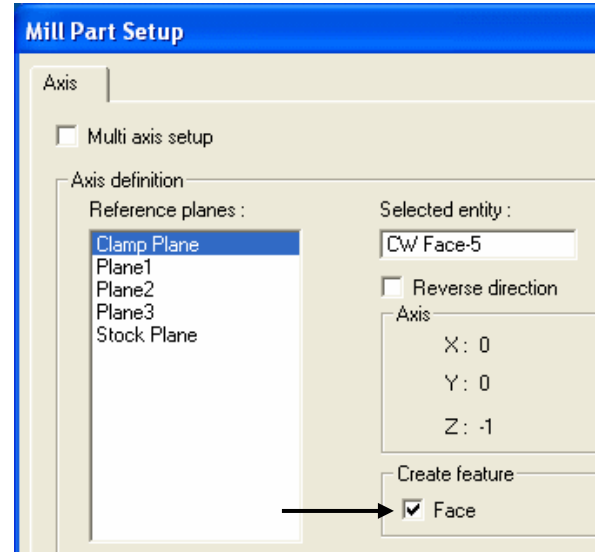 Mill Part Setup
Axis
Multi axis setup
Axis definition
Reference planes :
Clamp Plane
Plane1
Plane2
Plane3
Stock Plane
Selected entity :
CW Face-5
Reverse direction
Axis
X : 0
Y : 0
Z : -1
Create feature
Face